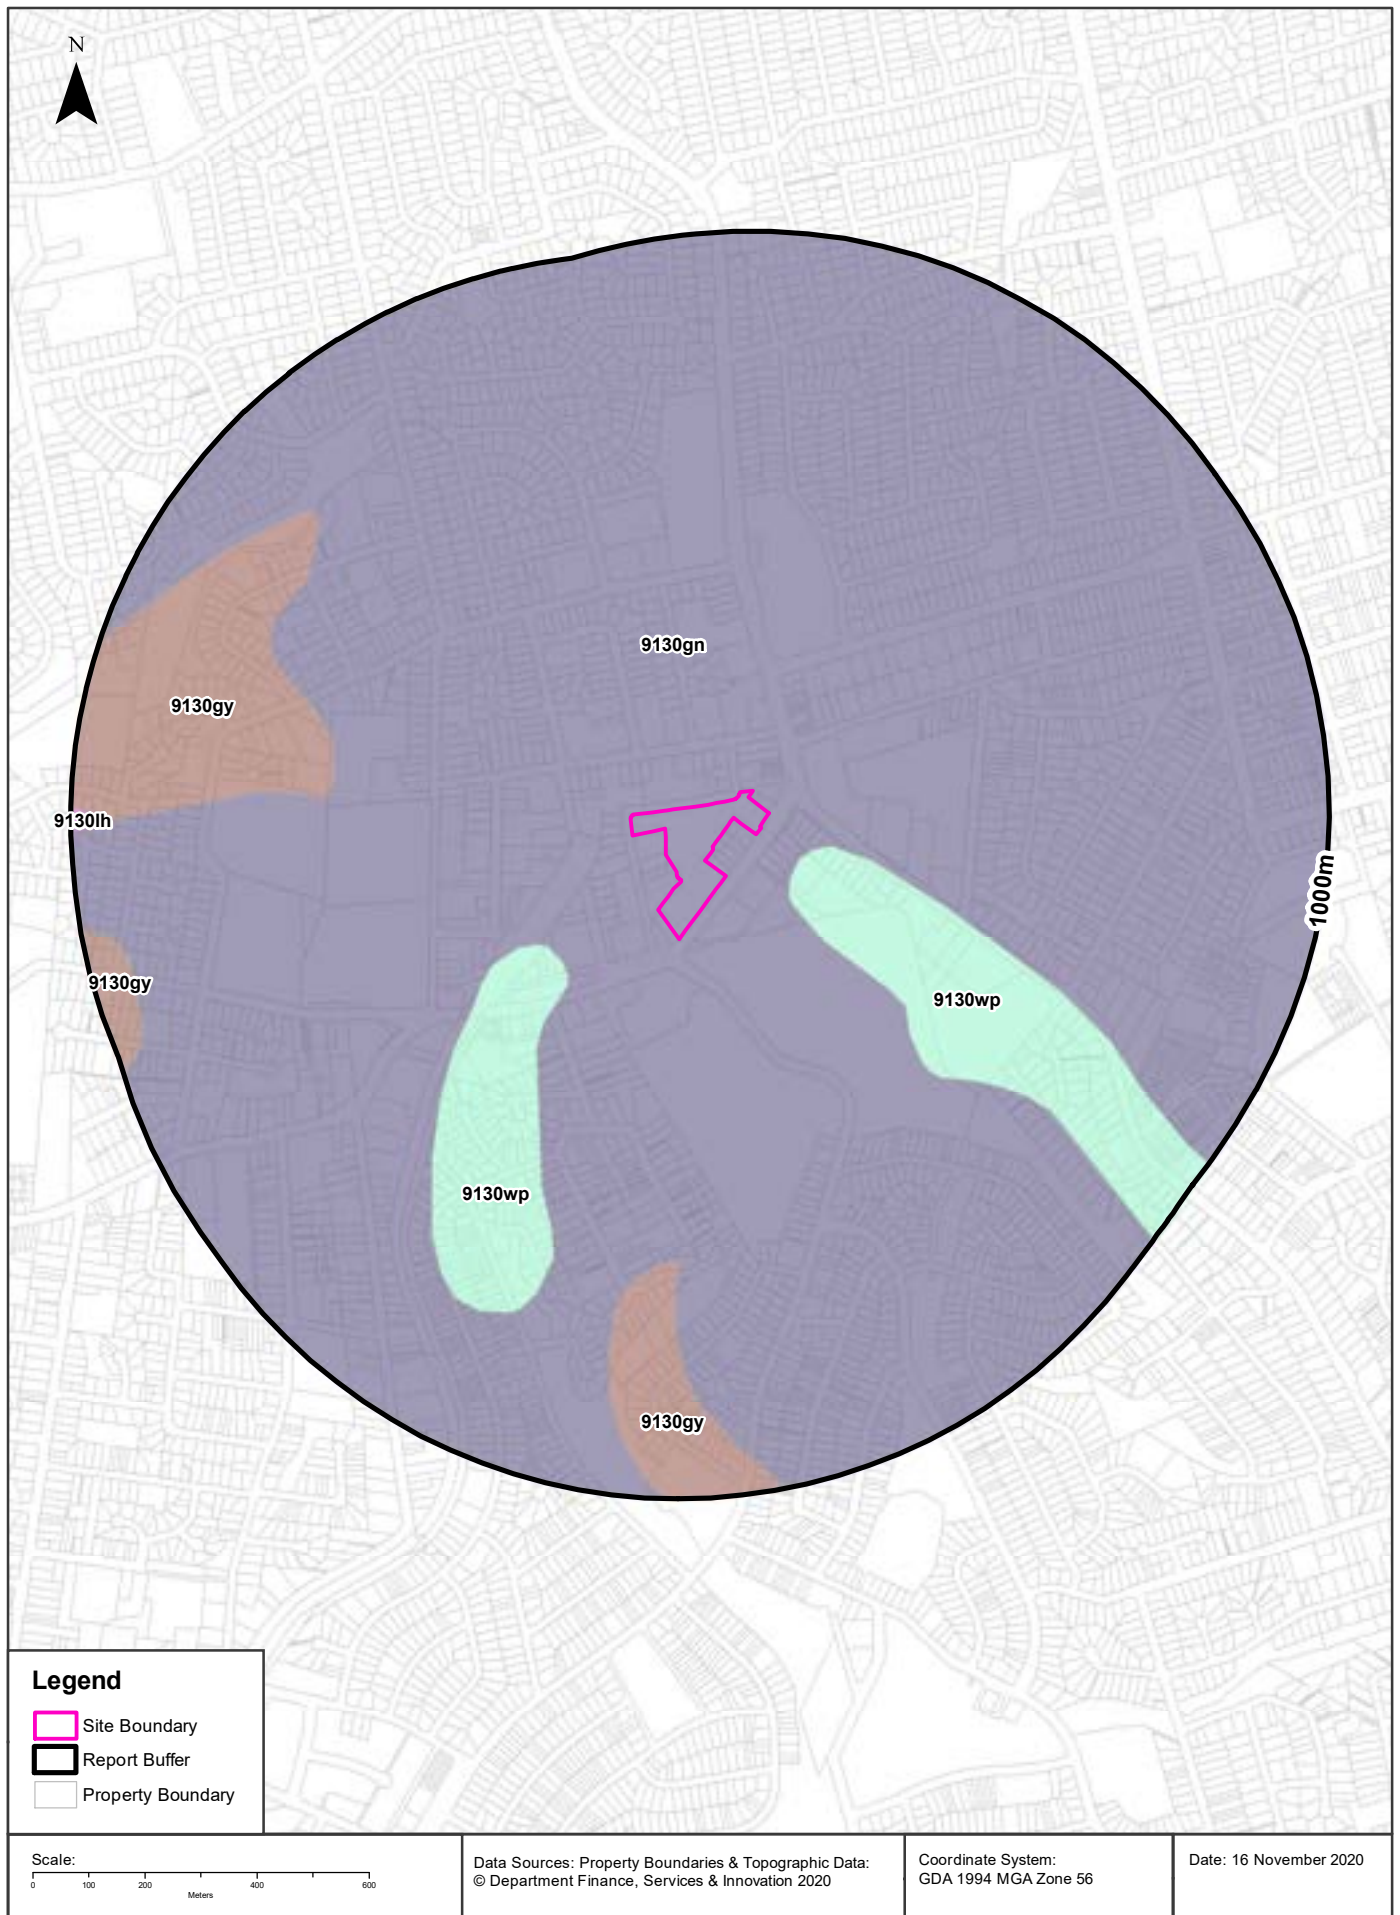 N
9130gn
9130gy
9130lh
1000m
9130gy
9130wp
9130wp
9130gy
Legend
Site Boundary
Report Buffer
Property Boundary
Scale:
0 100 200 400 600
Meters
Data Sources: Property Boundaries & Topographic Data:
© Department Finance, Services & Innovation 2020
Coordinate System:
GDA 1994 MGA Zone 56
Date: 16 November 2020